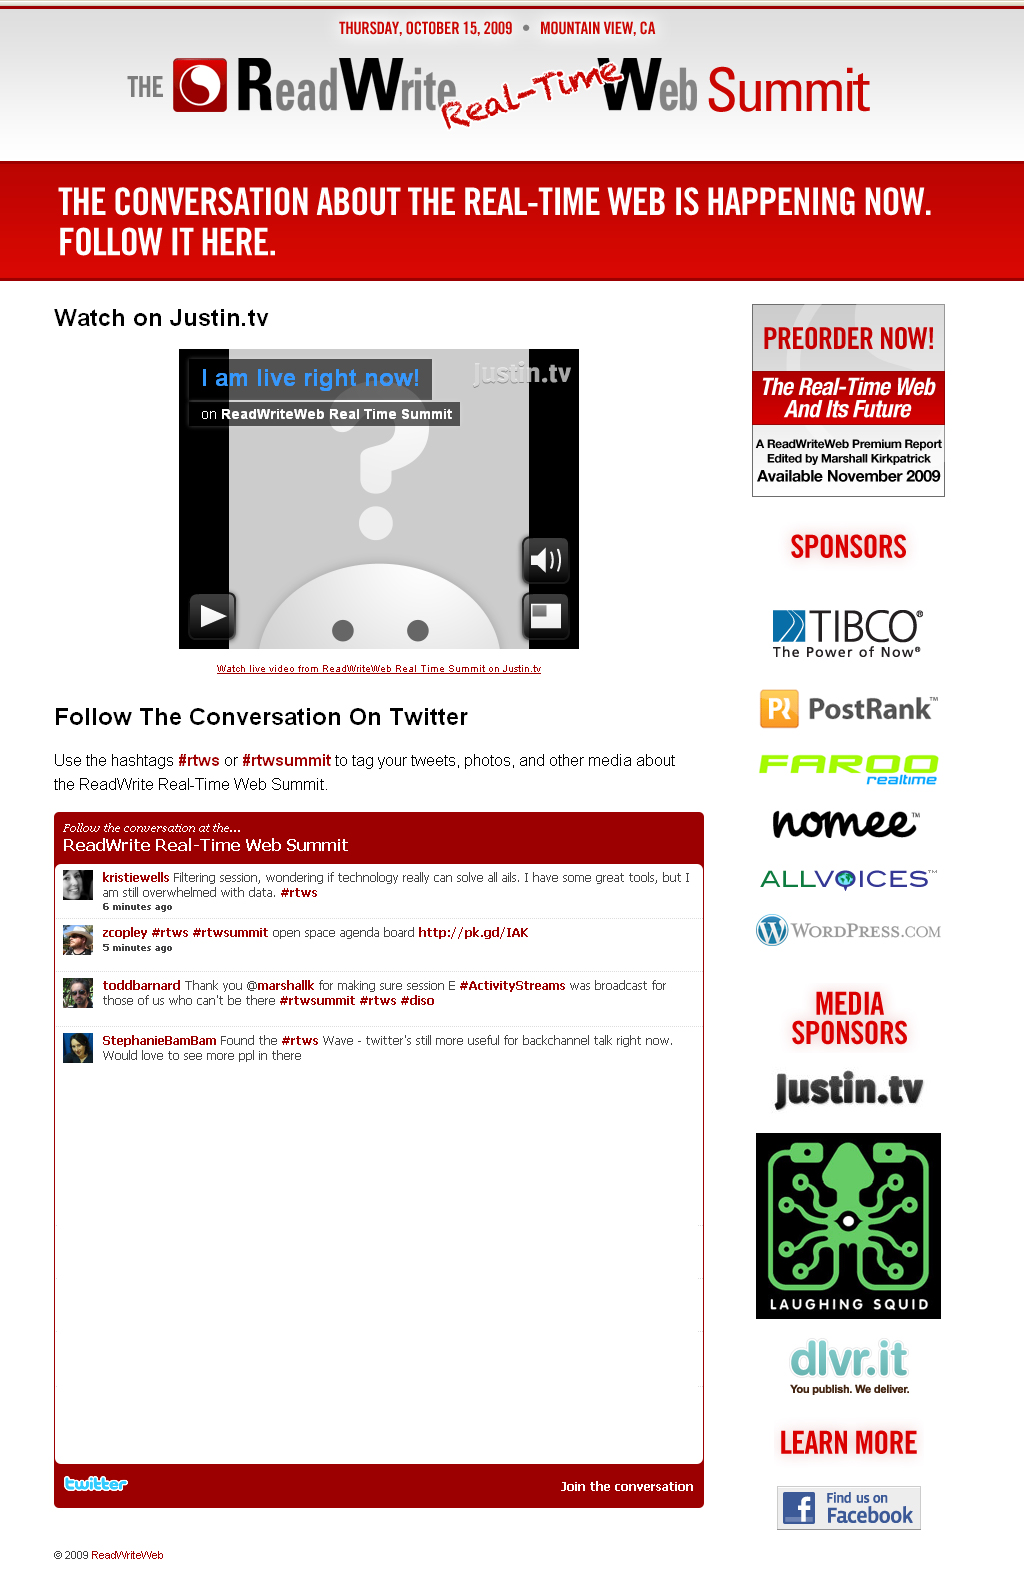 THURSDAY, OCTOBER 15, 2009 • MOUNTAIN VIEW, CA
THE ReadWrite Real-Time Web Summit
THE CONVERSATION ABOUT THE REAL-TIME WEB IS HAPPENING NOW.
FOLLOW IT HERE.
Watch on Justin.tv
I am live right now!
Justin.tv
on ReadWriteWeb Real Time Summit
Watch live video from ReadWriteWeb Real Time Summit on Justin.tv
Follow The Conversation On Twitter
Use the hashtags #rtws or #rtwsummit to tag your tweets, photos, and other media about
the ReadWrite Real-Time Web Summit.
Follow the conversation at the...
ReadWrite Real-Time Web Summit
kristiewells Filtering session, wondering if technology really can solve all ails. I have some great tools, but I
am still overwhelmed with data. #rtws
6 minutes ago
zcopley #rtws #rtwsummit open space agenda board http://pk.gd/IAK
5 minutes ago
toddbarnard Thank you @marshallk for making sure session E #ActivityStreams was broadcast for
those of us who can't be there #rtwsummit #rtws #diso
StephanieBamBam Found the #rtws Wave - twitter's still more useful for backchannel talk right now.
Would love to see more ppl in there
twitter
Join the conversation
© 2009 ReadWriteWeb
PREORDER NOW!
The Real-Time Web
And Its Future
A ReadWriteWeb Premium Report
Edited by Marshall Kirkpatrick
Available November 2009
SPONSORS
TIBCO®
The Power of Now®
PR PostRank™
FAROO
realtime
nomee™
ALLVOICES™
WORDPRESS.COM
MEDIA
SPONSORS
Justin.tv
LAUGHING SQUID
dlvr.it
You publish. We deliver.
LEARN MORE
Find us on
Facebook